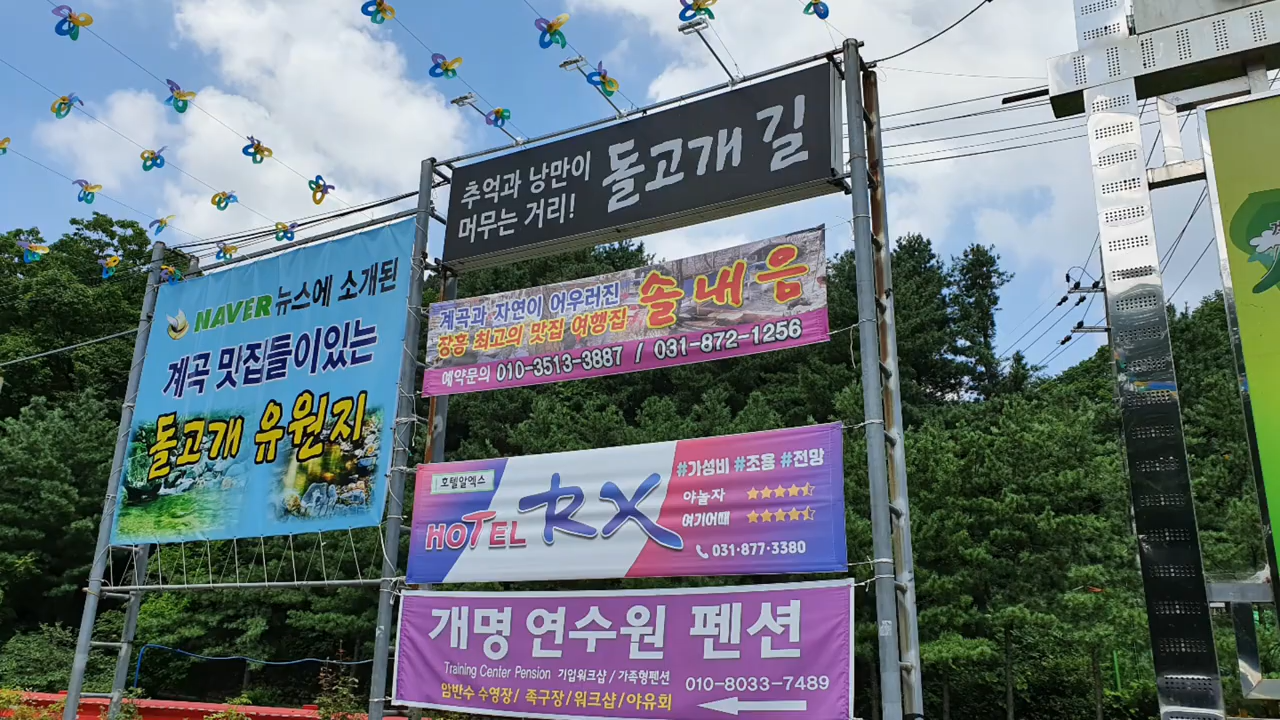 추억과 낭만이
머무는 거리!
돌고개 길
NAVER 뉴스에 소개된
계곡 맛집들이있는
돌고개 유원지
계곡과 자연이 어우러진
장흥 최고의 맛집 여행집
솔내음
예약문의 010-3513-3887 / 031-872-1256
호텔알엑스
HOTEL RX
#가성비 #조용 #전망
야놀자
여기어때
031·877·3380
개명 연수원 펜션
Training Center Pension 기업워크샵 / 가족형펜션
암반수 수영장 / 족구장 / 워크샵 / 야유회
010-8033-7489